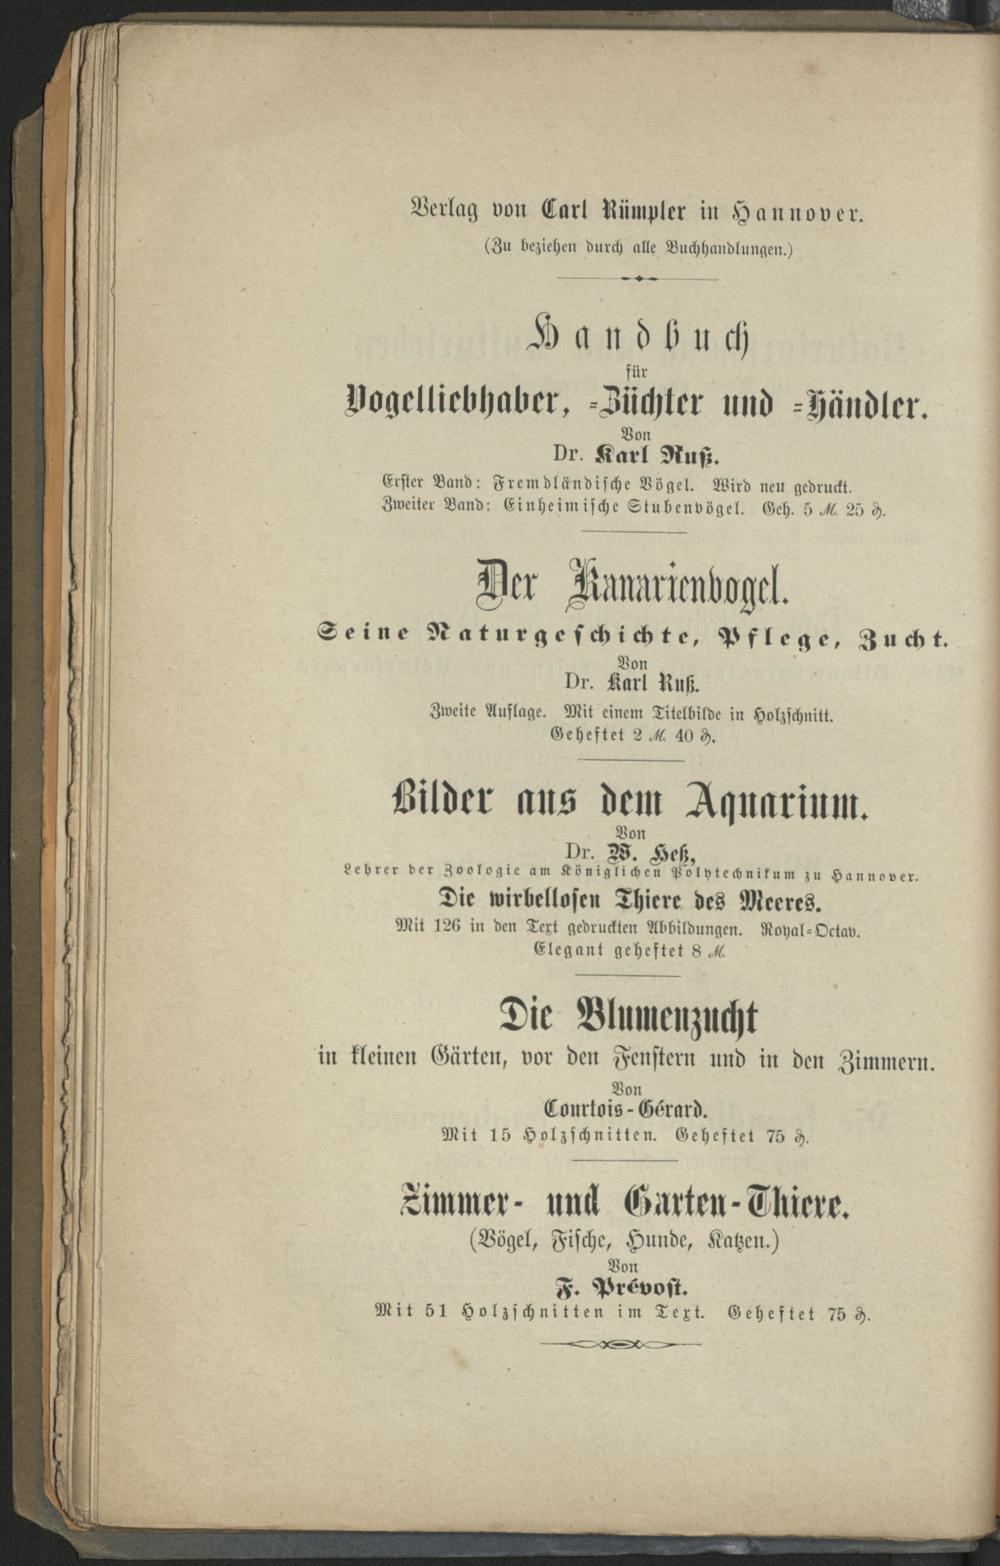 Verlag von Carl Rümpler in Hannover.
(Zu beziehen durch alle Buchhandlungen.)
Handbuch
für
Vogelliebhaber, -Züchter und -Händler.
Von
Dr. Karl Ruß.
Erster Band: Fremdländische Vögel. Wird neu gedruckt.
Zweiter Band: Einheimische Stubenvögel. Geh. 5 ℳ. 25 ₰.
Der Kanarienvogel.
Seine Naturgeschichte, Pflege, Zucht.
Von
Dr. Karl Ruß.
Zweite Auflage. Mit einem Titelbilde in Holzschnitt.
Geheftet 2 ℳ. 40 ₰.
Bilder aus dem Aquarium.
Von
Dr. W. Heß,
Lehrer der Zoologie am Königlichen Polytechnikum zu Hannover.
Die wirbellosen Thiere des Meeres.
Mit 126 in den Text gedruckten Abbildungen. Royal-Octav.
Elegant geheftet 8 ℳ.
Die Blumenzucht
in kleinen Gärten, vor den Fenstern und in den Zimmern.
Von
Courtois-Gérard.
Mit 15 Holzschnitten. Geheftet 75 ₰.
Zimmer- und Garten-Thiere.
(Vögel, Fische, Hunde, Katzen.)
Von
F. Prévost.
Mit 51 Holzschnitten im Text. Geheftet 75 ₰.